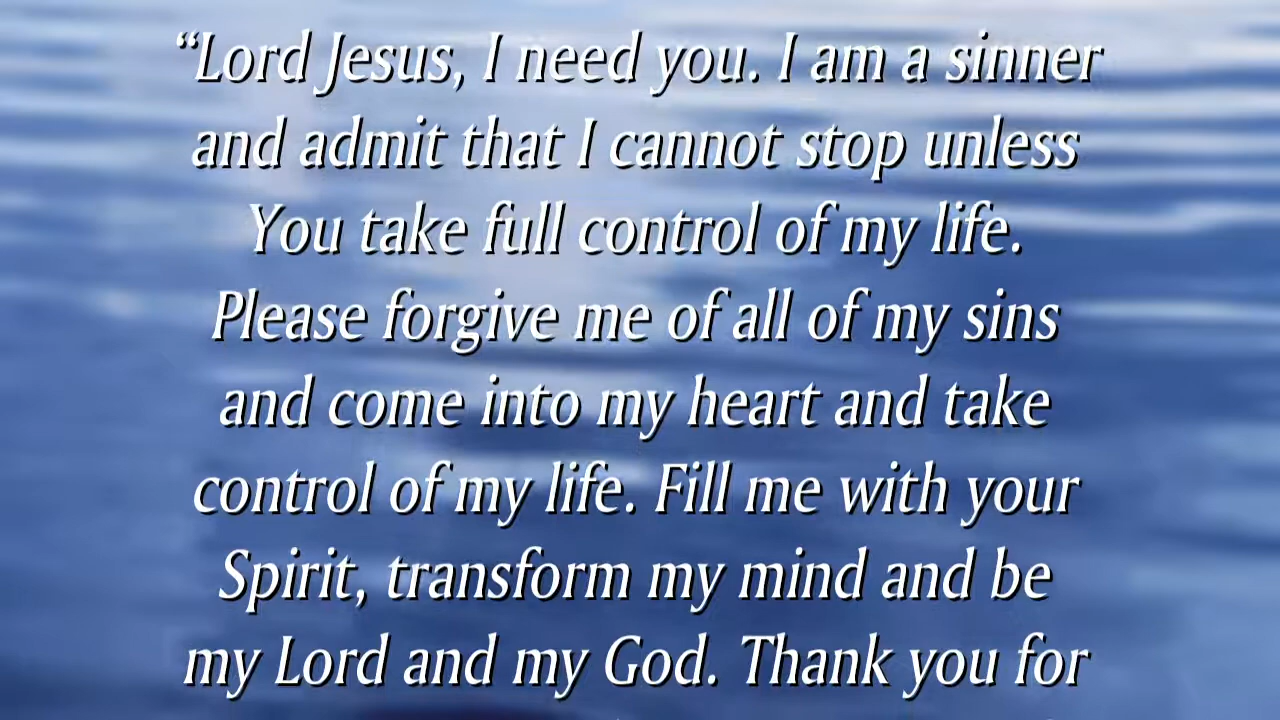 “Lord Jesus, I need you. I am a sinner
and admit that I cannot stop unless
You take full control of my life.
Please forgive me of all of my sins
and come into my heart and take
control of my life. Fill me with your
Spirit, transform my mind and be
my Lord and my God. Thank you for